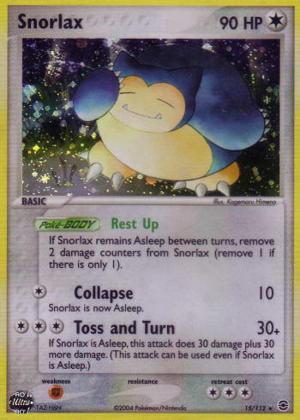 Snorlax
90 HP
Illus. Kagemaru Himeno
BASIC
Poké-BODY Rest Up
If Snorlax remains Asleep between turns, remove
2 damage counters from Snorlax (remove 1 if
there is only 1).
Collapse 10
Snorlax is now Asleep.
Toss and Turn 30+
If Snorlax is Asleep, this attack does 30 damage plus 30
more damage. (This attack can be used even if Snorlax is
Asleep.)
weakness resistance retreat cost
©2004 Pokémon/Nintendo
15/112 ★